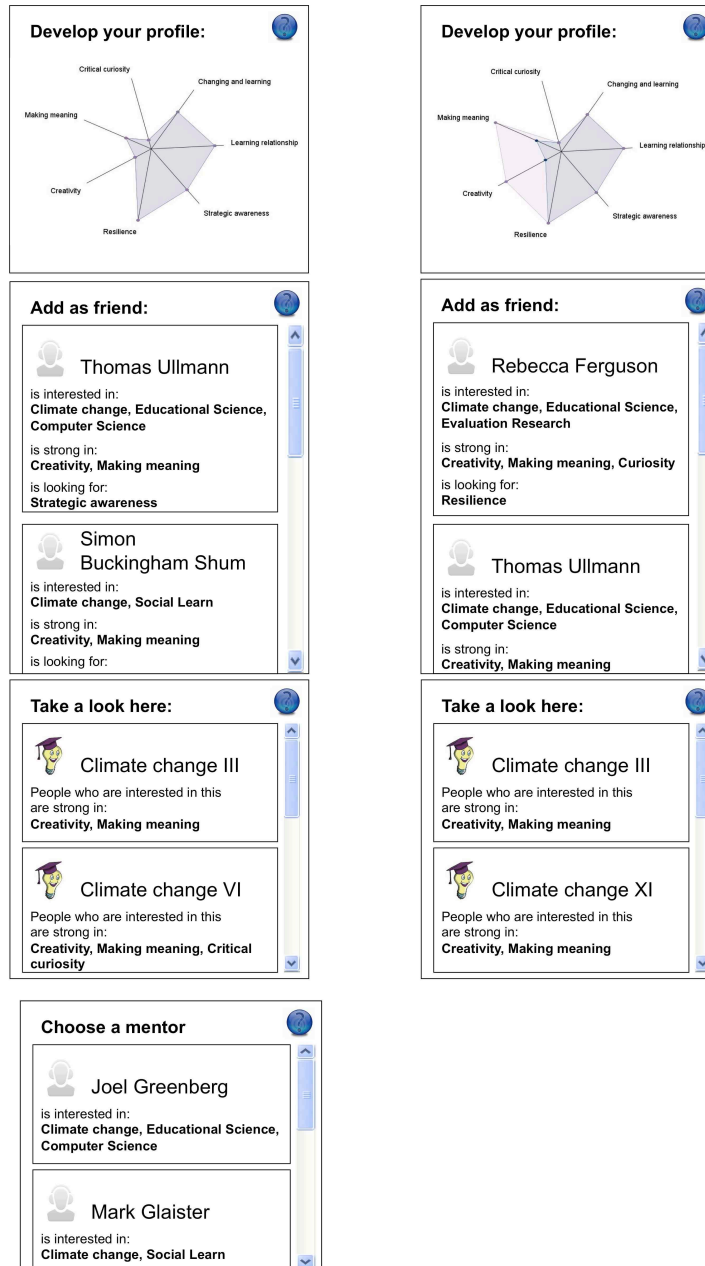 Develop your profile:
Critical curiosity
Changing and learning
Making meaning
Learning relationship
Creativity
Strategic awareness
Resilience
Add as friend:
Thomas Ullmann
is interested in:
Climate change, Educational Science,
Computer Science
is strong in:
Creativity, Making meaning
is looking for:
Strategic awareness
Simon
Buckingham Shum
is interested in:
Climate change, Social Learn
is strong in:
Creativity, Making meaning
is looking for:
Take a look here:
Climate change III
People who are interested in this
are strong in:
Creativity, Making meaning
Climate change VI
People who are interested in this
are strong in:
Creativity, Making meaning, Critical
curiosity
Choose a mentor
Joel Greenberg
is interested in:
Climate change, Educational Science,
Computer Science
Mark Glaister
is interested in:
Climate change, Social Learn
Develop your profile:
Critical curiosity
Changing and learning
Making meaning
Learning relationship
Creativity
Strategic awareness
Resilience
Add as friend:
Rebecca Ferguson
is interested in:
Climate change, Educational Science,
Evaluation Research
is strong in:
Creativity, Making meaning, Curiosity
is looking for:
Resilience
Thomas Ullmann
is interested in:
Climate change, Educational Science,
Computer Science
is strong in:
Creativity, Making meaning
Take a look here:
Climate change III
People who are interested in this
are strong in:
Creativity, Making meaning
Climate change XI
People who are interested in this
are strong in:
Creativity, Making meaning